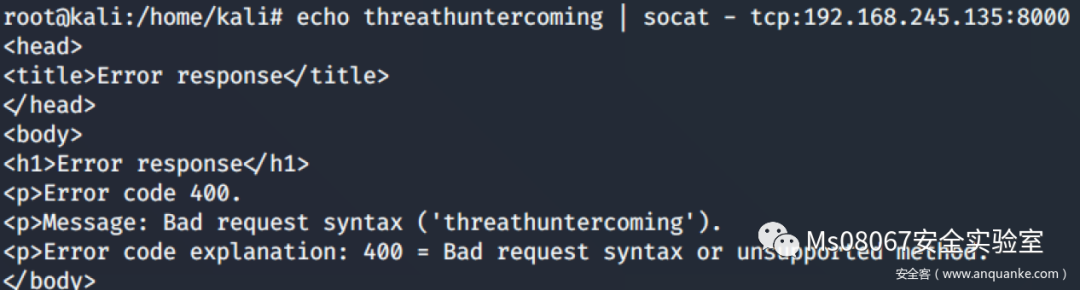 root@kali:/home/kali# echo threathuntercoming | socat - tcp:192.168.245.135:8000
<head>
<title>Error response</title>
</head>
<body>
<h1>Error response</h1>
<p>Error code 400.
<p>Message: Bad request syntax ('threathuntercoming').
<p>Error code explanation: 400 = Bad request syntax or unsupported method.
</body>
Ms08067安全实验室
安全客（www.anquanke.com）